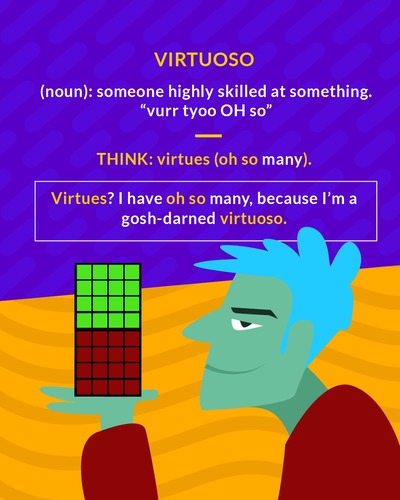 VIRTUOSO
(noun): someone highly skilled at something.
“vurr tyoo OH so”
THINK: virtues (oh so many).
Virtues? I have oh so many, because I’m a
gosh-darned virtuoso.